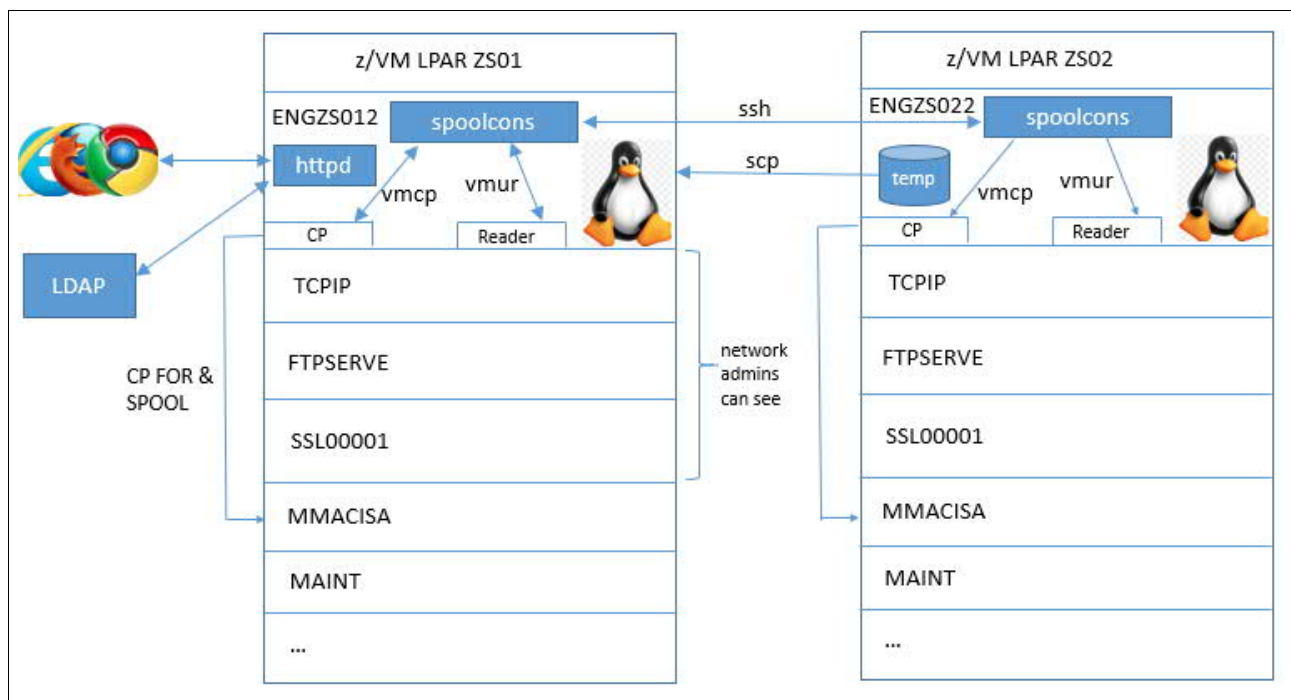 z/VM LPAR ZS01
z/VM LPAR ZS02
ENGZS012
spoolcons
ssh
ENGZS022
spoolcons
httpd
scp
temp
vmcp
vmur
vmcp
vmur
CP
Reader
CP
Reader
LDAP
TCPIP
TCPIP
CP FOR &
SPOOL
FTPSERVE
network
admins
can see
FTPSERVE
SSL00001
SSL00001
MMACISA
MMACISA
MAINT
MAINT
...
...